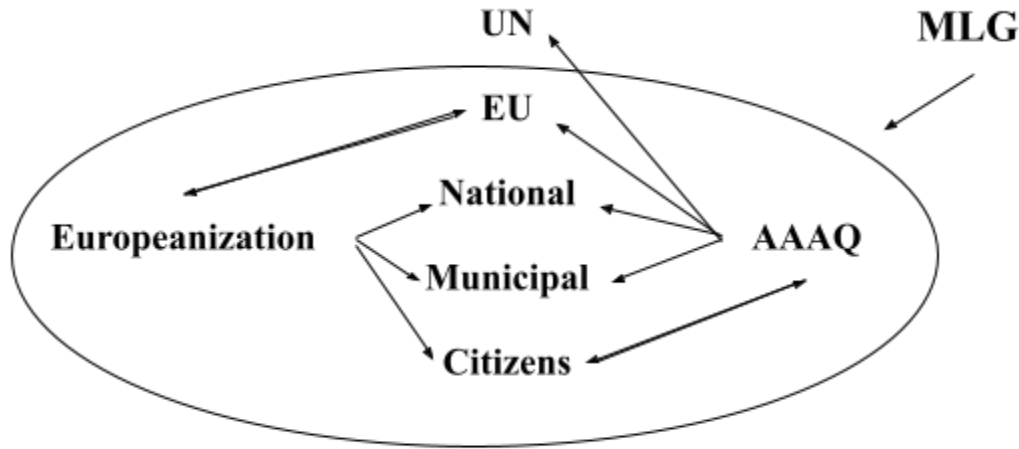 UN
MLG
EU
National
Europeanization
AAAQ
Municipal
Citizens